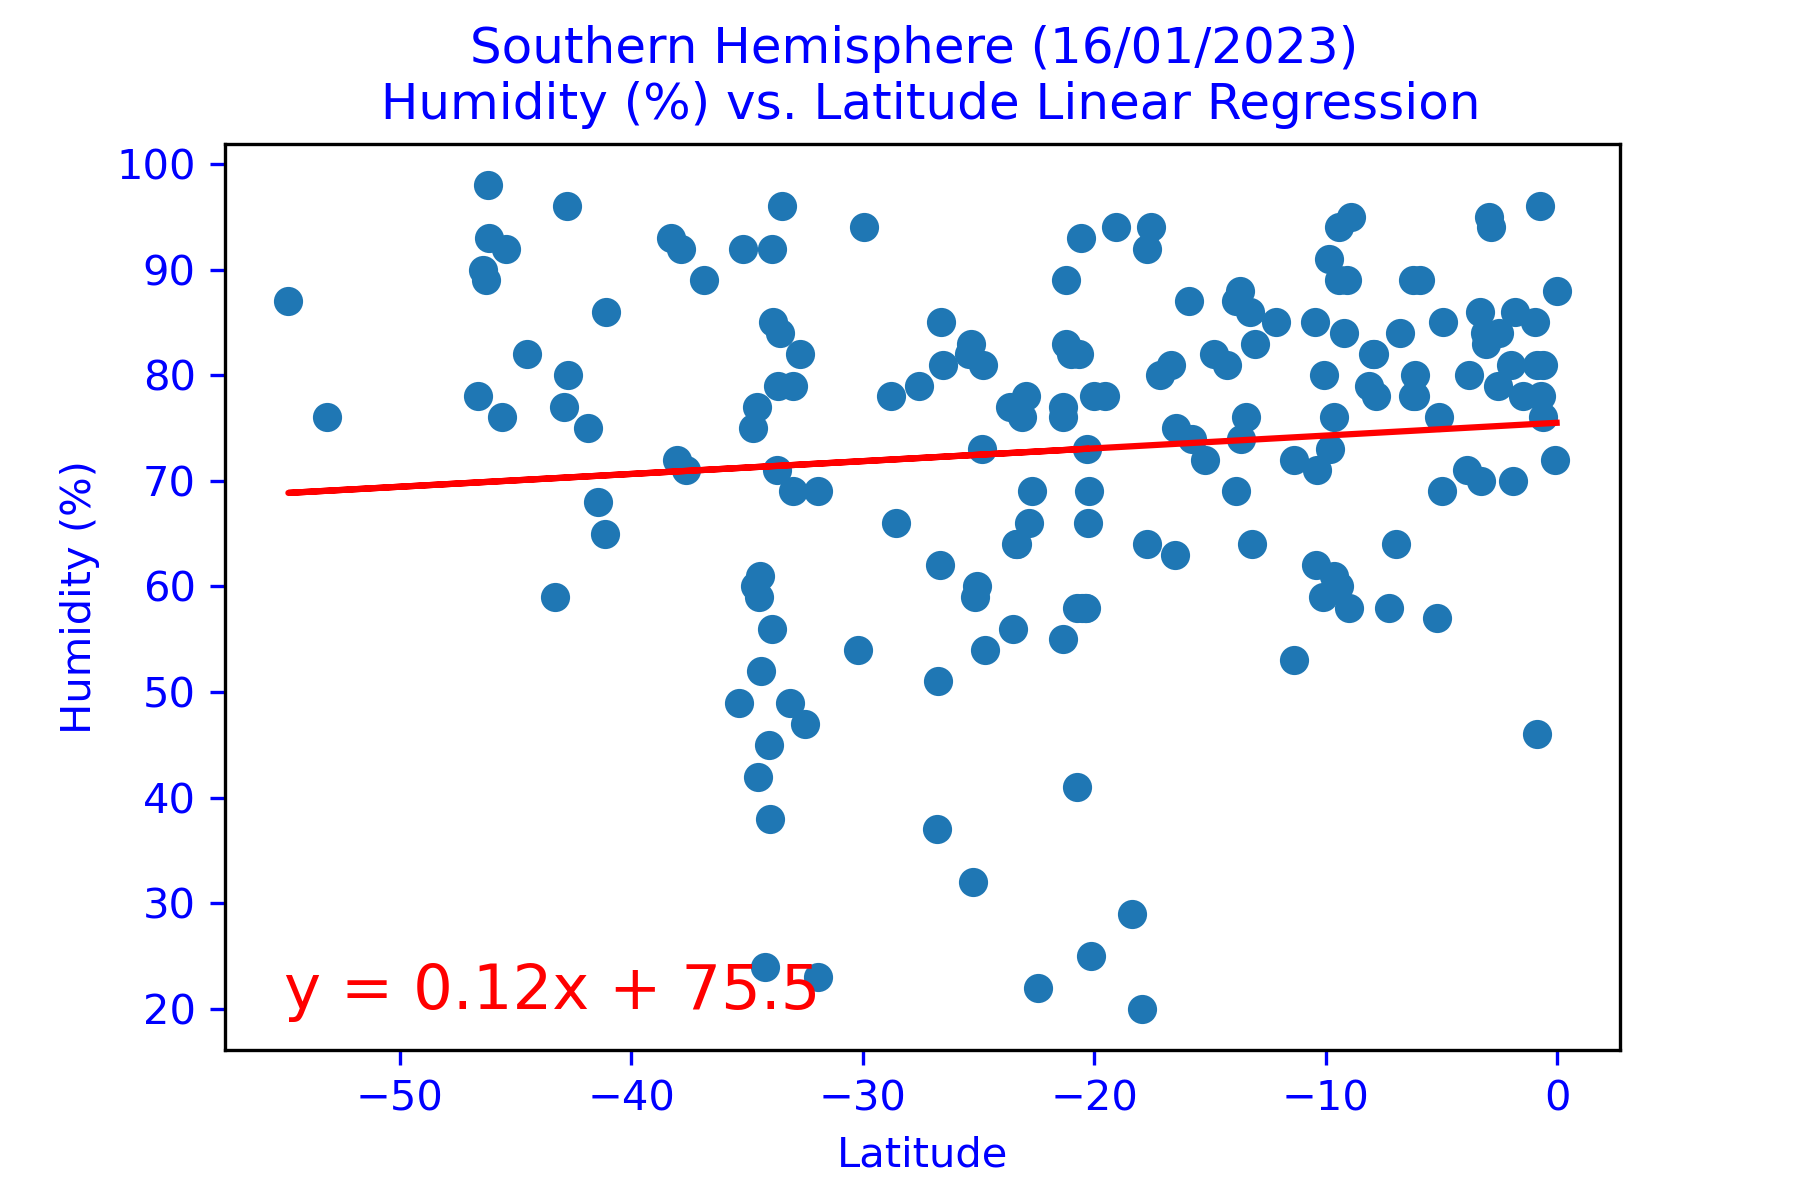 Southern Hemisphere (16/01/2023)
Humidity (%) vs. Latitude Linear Regression
100
90
80
70
60
50
40
30
20
Humidity (%)
y = 0.12x + 75.5
−50 −40 −30 −20 −10 0
Latitude